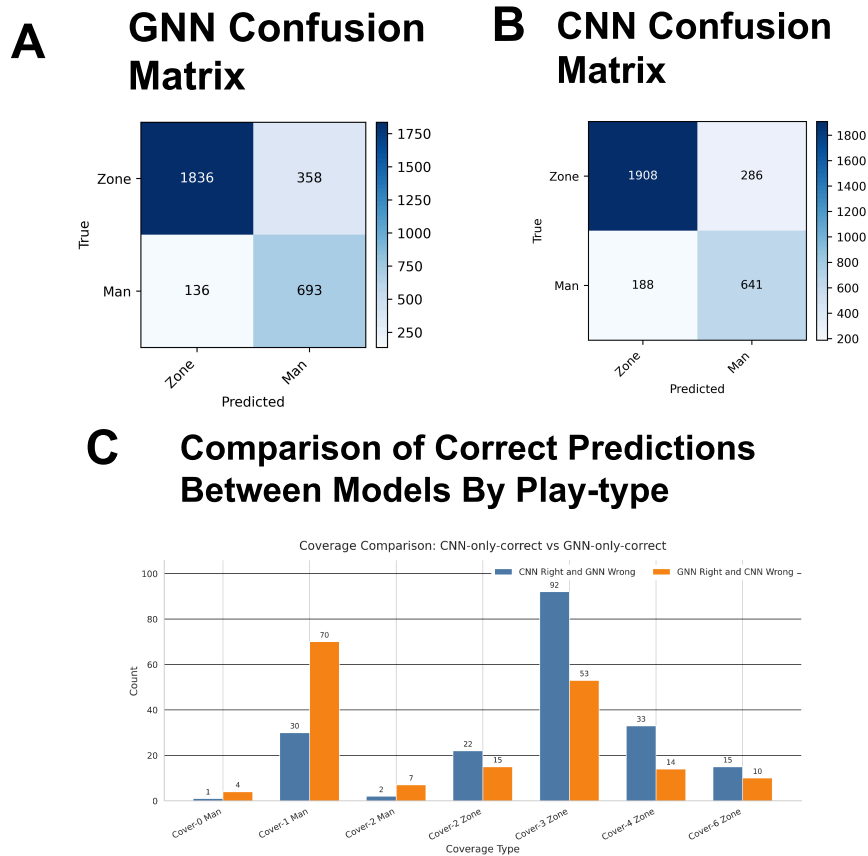 A
GNN Confusion
Matrix
Zone
1836
358
Man
136
693
True
Zone
Man
Predicted
1750
1500
1250
1000
750
500
250
B
CNN Confusion
Matrix
Zone
1908
286
Man
188
641
True
Zone
Man
Predicted
1800
1600
1400
1200
1000
800
600
400
200
C
Comparison of Correct Predictions
Between Models By Play-type
Coverage Comparison: CNN-only-correct vs GNN-only-correct
CNN Right and GNN Wrong
GNN Right and CNN Wrong
Count
100
80
60
40
20
0
1
4
30
70
2
7
22
15
92
53
33
14
15
10
Cover-0 Man
Cover-1 Man
Cover-2 Man
Cover-2 Zone
Cover-3 Zone
Cover-4 Zone
Cover-6 Zone
Coverage Type